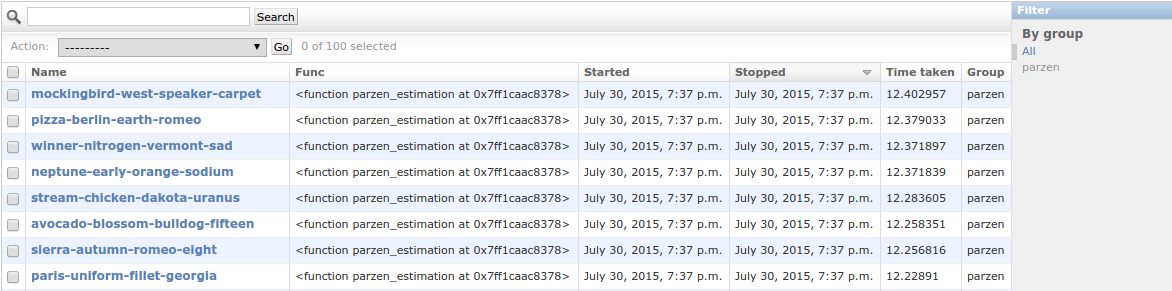 Search
Filter
Action: --------- Go 0 of 100 selected
By group
All
parzen
Name Func Started Stopped Time taken Group
mockingbird-west-speaker-carpet <function parzen_estimation at 0x7ff1caac8378> July 30, 2015, 7:37 p.m. July 30, 2015, 7:37 p.m. 12.402957 parzen
pizza-berlin-earth-romeo <function parzen_estimation at 0x7ff1caac8378> July 30, 2015, 7:37 p.m. July 30, 2015, 7:37 p.m. 12.379033 parzen
winner-nitrogen-vermont-sad <function parzen_estimation at 0x7ff1caac8378> July 30, 2015, 7:37 p.m. July 30, 2015, 7:37 p.m. 12.371897 parzen
neptune-early-orange-sodium <function parzen_estimation at 0x7ff1caac8378> July 30, 2015, 7:37 p.m. July 30, 2015, 7:37 p.m. 12.371839 parzen
stream-chicken-dakota-uranus <function parzen_estimation at 0x7ff1caac8378> July 30, 2015, 7:37 p.m. July 30, 2015, 7:37 p.m. 12.283605 parzen
avocado-blossom-bulldog-fifteen <function parzen_estimation at 0x7ff1caac8378> July 30, 2015, 7:37 p.m. July 30, 2015, 7:37 p.m. 12.258351 parzen
sierra-autumn-romeo-eight <function parzen_estimation at 0x7ff1caac8378> July 30, 2015, 7:37 p.m. July 30, 2015, 7:37 p.m. 12.256816 parzen
paris-uniform-fillet-georgia <function parzen_estimation at 0x7ff1caac8378> July 30, 2015, 7:37 p.m. July 30, 2015, 7:37 p.m. 12.22891 parzen